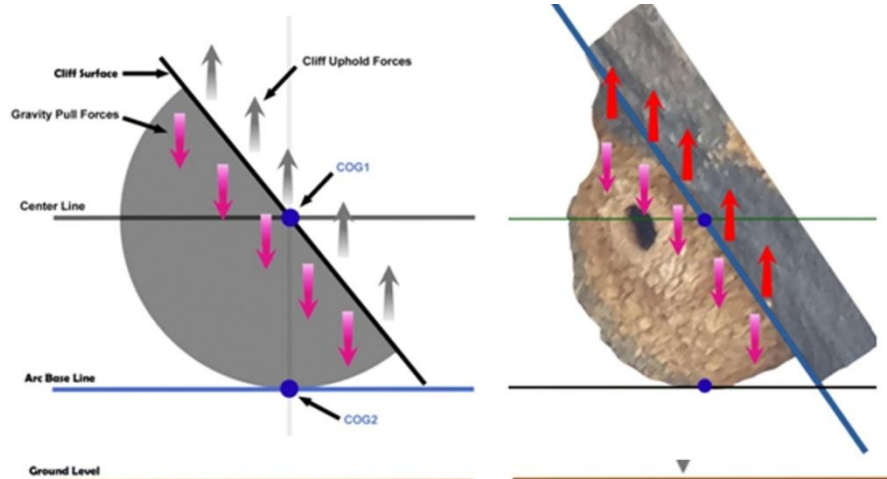 Cliff Surface
Cliff Uphold Forces
Gravity Pull Forces
COG1
Center Line
Arc Base Line
COG2
Ground Level